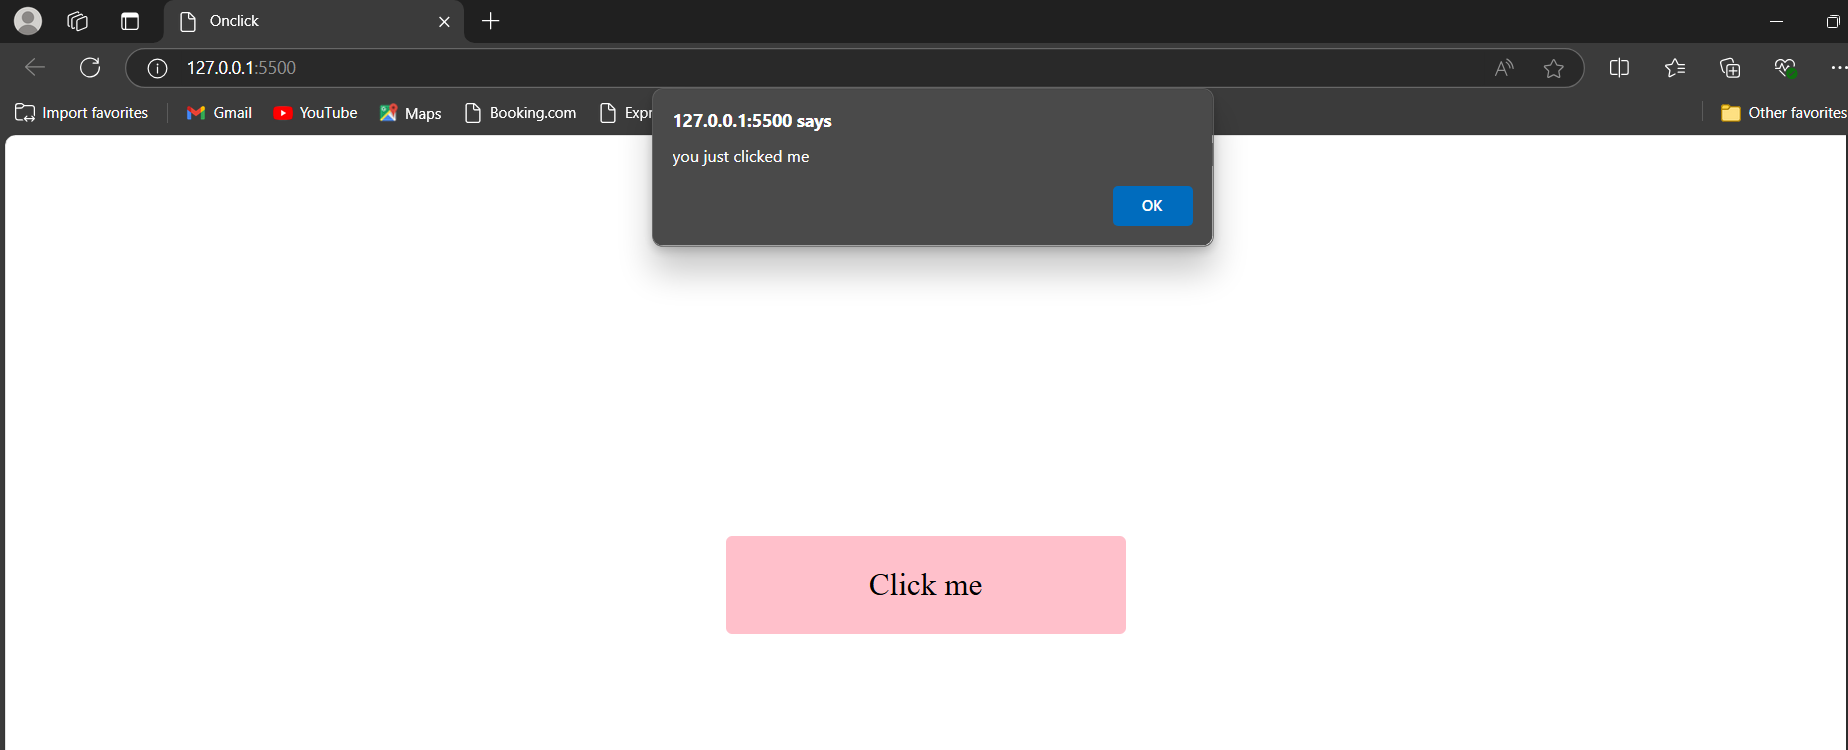 Onclick
127.0.0.1:5500
Import favorites
Gmail
YouTube
Maps
Booking.com
Expr
Other favorites
127.0.0.1:5500 says
you just clicked me
OK
Click me